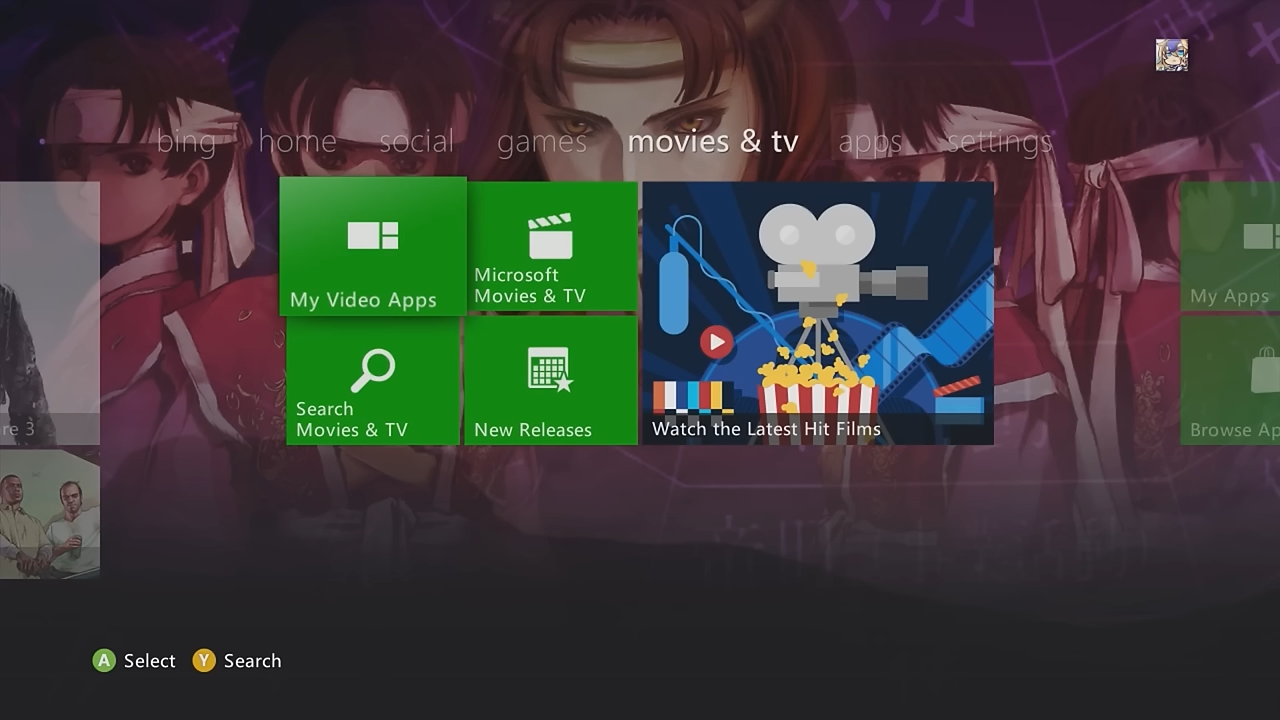 bing home social games movies & tv apps settings
My Video Apps
Microsoft
Movies & TV
Search
Movies & TV
New Releases
Watch the Latest Hit Films
re 3
My Apps
Browse Ap
A Select Y Search